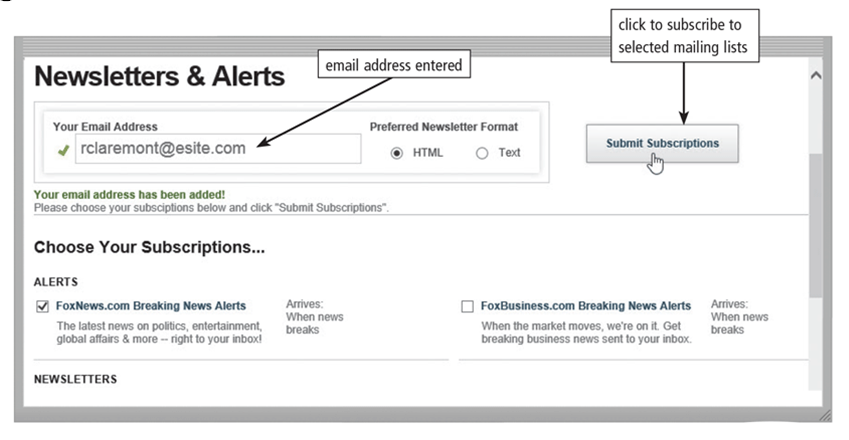 click to subscribe to
selected mailing lists
email address entered
Newsletters & Alerts
Your Email Address
Preferred Newsletter Format
rclaremont@esite.com
HTML
Text
Submit Subscriptions
Your email address has been added!
Please choose your subsciptions below and click "Submit Subscriptions".
Choose Your Subscriptions...
ALERTS
FoxNews.com Breaking News Alerts
The latest news on politics, entertainment,
global affairs & more -- right to your inbox!
Arrives:
When news
breaks
FoxBusiness.com Breaking News Alerts
When the market moves, we're on it. Get
breaking business news sent to your inbox.
Arrives:
When news
breaks
NEWSLETTERS